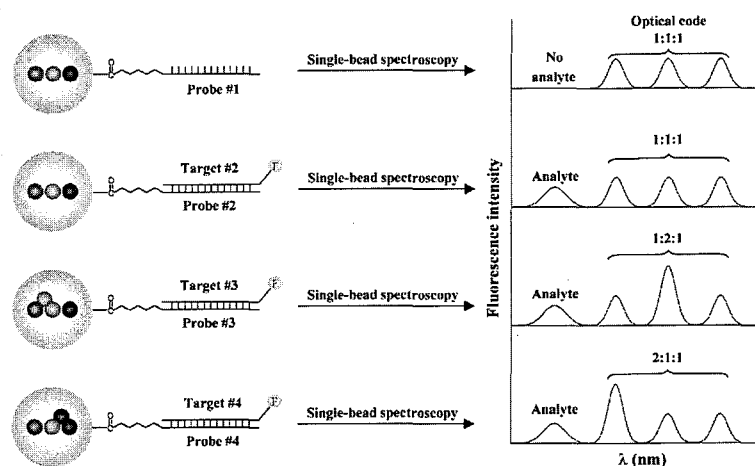 Optical code
1:1:1
No
analyte
O
C
Single-bead spectroscopy
Probe #1
1:1:1
Target #2
F
O
C
Single-bead spectroscopy
Analyte
Probe #2
Fluorescence intensity
1:2:1
Target #3
F
O
C
Single-bead spectroscopy
Analyte
Probe #3
2:1:1
Target #4
F
O
C
Single-bead spectroscopy
Analyte
Probe #4
λ (nm)